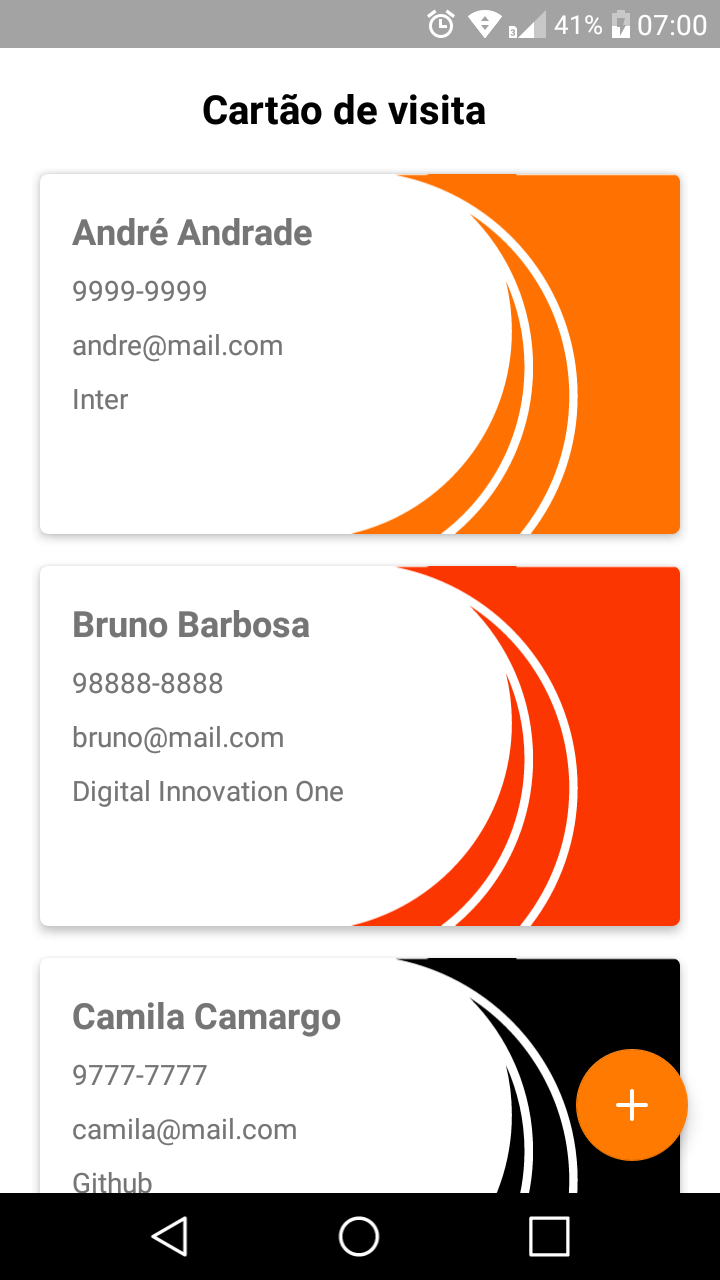 3 41% 07:00
Cartão de visita
André Andrade
9999-9999
andre@mail.com
Inter
Bruno Barbosa
98888-8888
bruno@mail.com
Digital Innovation One
Camila Camargo
9777-7777
camila@mail.com
Github